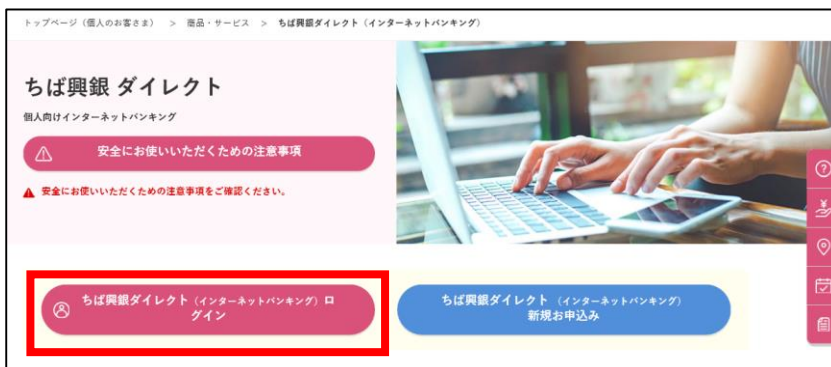 トップページ（個人のお客さま） > 商品・サービス > ちば興銀ダイレクト（インターネットバンキング）
ちば興銀 ダイレクト
個人向けインターネットバンキング
安全にお使いいただくための注意事項
安全にお使いいただくための注意事項をご確認ください。
ちば興銀ダイレクト（インターネットバンキング）ロ
グイン
ちば興銀ダイレクト （インターネットバンキング）
新規お申込み